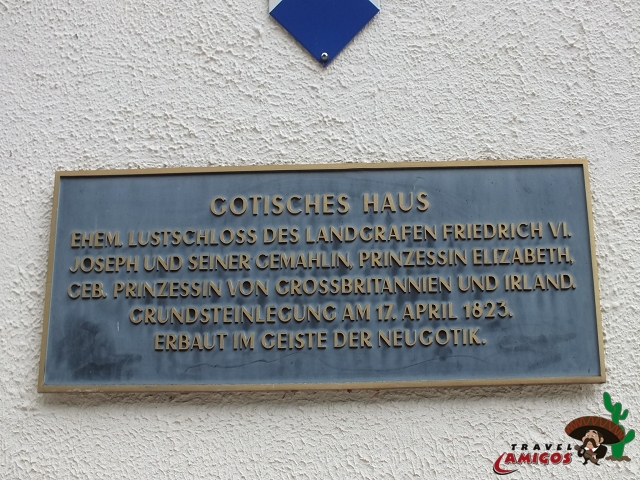 GOTISCHES HAUS
EHEM. LUSTSCHLOSS DES LANDGRAFEN FRIEDRICH VI.
JOSEPH UND SEINER GEMAHLIN, PRINZESSIN ELIZABETH,
GEB. PRINZESSIN VON GROSSBRITANNIEN UND IRLAND.
GRUNDSTEINLEGUNG AM 17. APRIL 1823.
ERBAUT IM GEISTE DER NEUGOTIK.
TRAVEL
AMIGOS